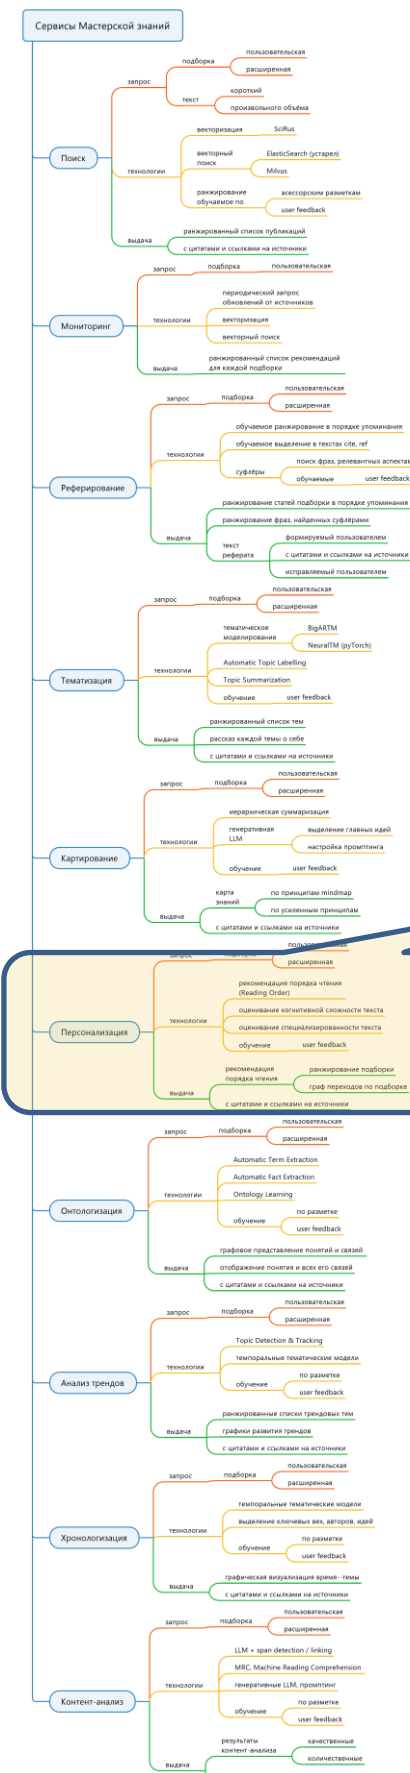 Сервисы Мастерской знаний
Поиск
запрос
подборка
пользовательская
расширенная
текст
короткий
произвольного объёма
технологии
векторизация
SciRus
векторный
поиск
ElasticSearch (устарел)
Milvus
ранжирование
обучаемое по
асессорским разметкам
user feedback
выдача
ранжированный список публикаций
с цитатами и ссылками на источники
Мониторинг
запрос
подборка
пользовательская
технологии
периодический запрос
обновлений от источников
векторизация
векторный поиск
выдача
ранжированный список рекомендаций
для каждой подборки
Реферирование
запрос
подборка
пользовательская
расширенная
технологии
обучаемое ранжирование в порядке упоминания
обучаемое выделение в текстах cite, ref
суфлёры
поиск фраз, релевантных аспектам
обучаемые
user feedback
выдача
ранжирование статей подборки в порядке упоминания
ранжирование фраз, найденных суфлёрами
текст
реферата
формируемый пользователем
с цитатами и ссылками на источники
исправляемый пользователем
Тематизация
запрос
подборка
пользовательская
расширенная
технологии
тематическое
моделирование
BigARTM
NeuralTM (pyTorch)
Automatic Topic Labelling
Topic Summarization
обучение
user feedback
выдача
ранжированный список тем
рассказ каждой темы о себе
с цитатами и ссылками на источники
Картирование
запрос
подборка
пользовательская
расширенная
технологии
иерархическая суммаризация
генеративная
LLM
выделение главных идей
настройка промптинга
обучение
user feedback
выдача
карта
знаний
по принципам mindmap
по усиленным принципам
с цитатами и ссылками на источники
Персонализация
запрос
подборка
пользовательская
расширенная
технологии
рекомендация порядка чтения
(Reading Order)
оценивание когнитивной сложности текста
оценивание специализированности текста
обучение
user feedback
выдача
рекомендация
порядка чтения
ранжирование подборки
граф переходов по подборке
с цитатами и ссылками на источники
Онтологизация
запрос
подборка
пользовательская
расширенная
технологии
Automatic Term Extraction
Automatic Fact Extraction
Ontology Learning
обучение
по разметке
user feedback
выдача
графовое представление понятий и связей
отображение понятия и всех его связей
с цитатами и ссылками на источники
Анализ трендов
запрос
подборка
пользовательская
расширенная
технологии
Topic Detection & Tracking
темпоральные тематические модели
обучение
по разметке
user feedback
выдача
ранжированные списки трендовых тем
графики развития трендов
с цитатами и ссылками на источники
Хронологизация
запрос
подборка
пользовательская
расширенная
технологии
темпоральные тематические модели
выделение ключевых вех, авторов, идей
обучение
по разметке
user feedback
выдача
графическая визуализация время–темы
с цитатами и ссылками на источники
Контент-анализ
запрос
подборка
пользовательская
расширенная
технологии
LLM + span detection / linking
MRC, Machine Reading Comprehension
генеративные LLM, промптинг
обучение
по разметке
user feedback
выдача
результаты
контент-анализа
качественные
количественные